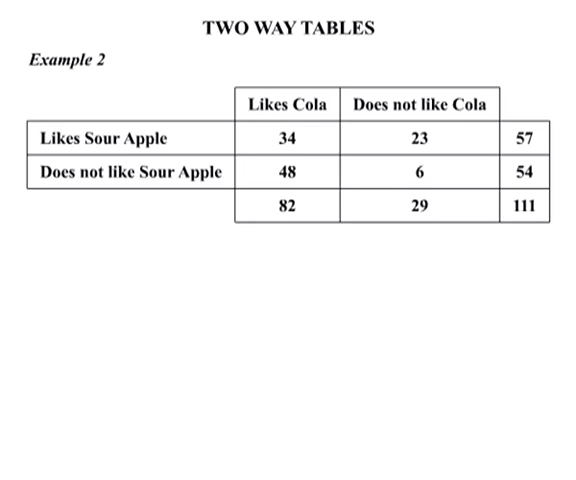 TWO WAY TABLES
Example 2
Likes Cola Does not like Cola
Likes Sour Apple 34 23 57
Does not like Sour Apple 48 6 54
82 29 111